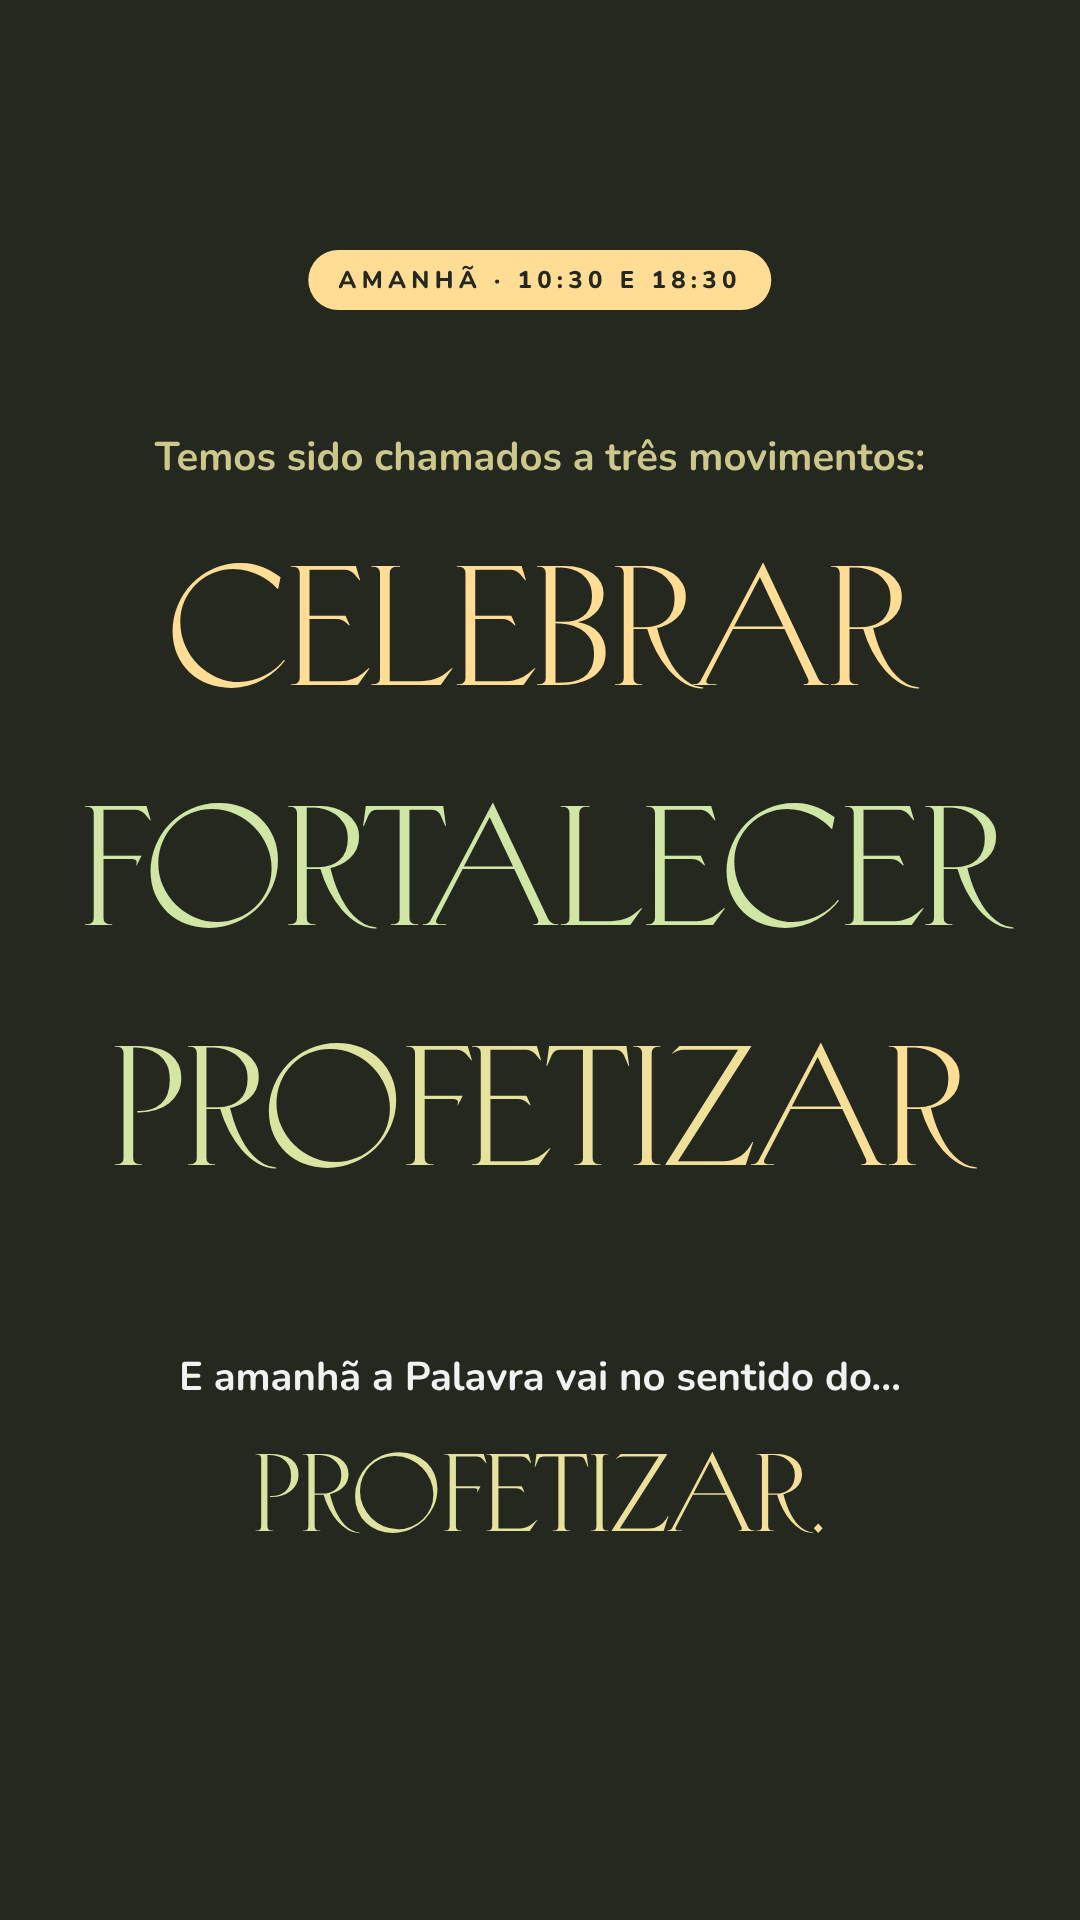 AMANHÃ · 10:30 E 18:30
Temos sido chamados a três movimentos:
CELEBRAR
FORTALECER
PROFETIZAR
E amanhã a Palavra vai no sentido do...
PROFETIZAR.